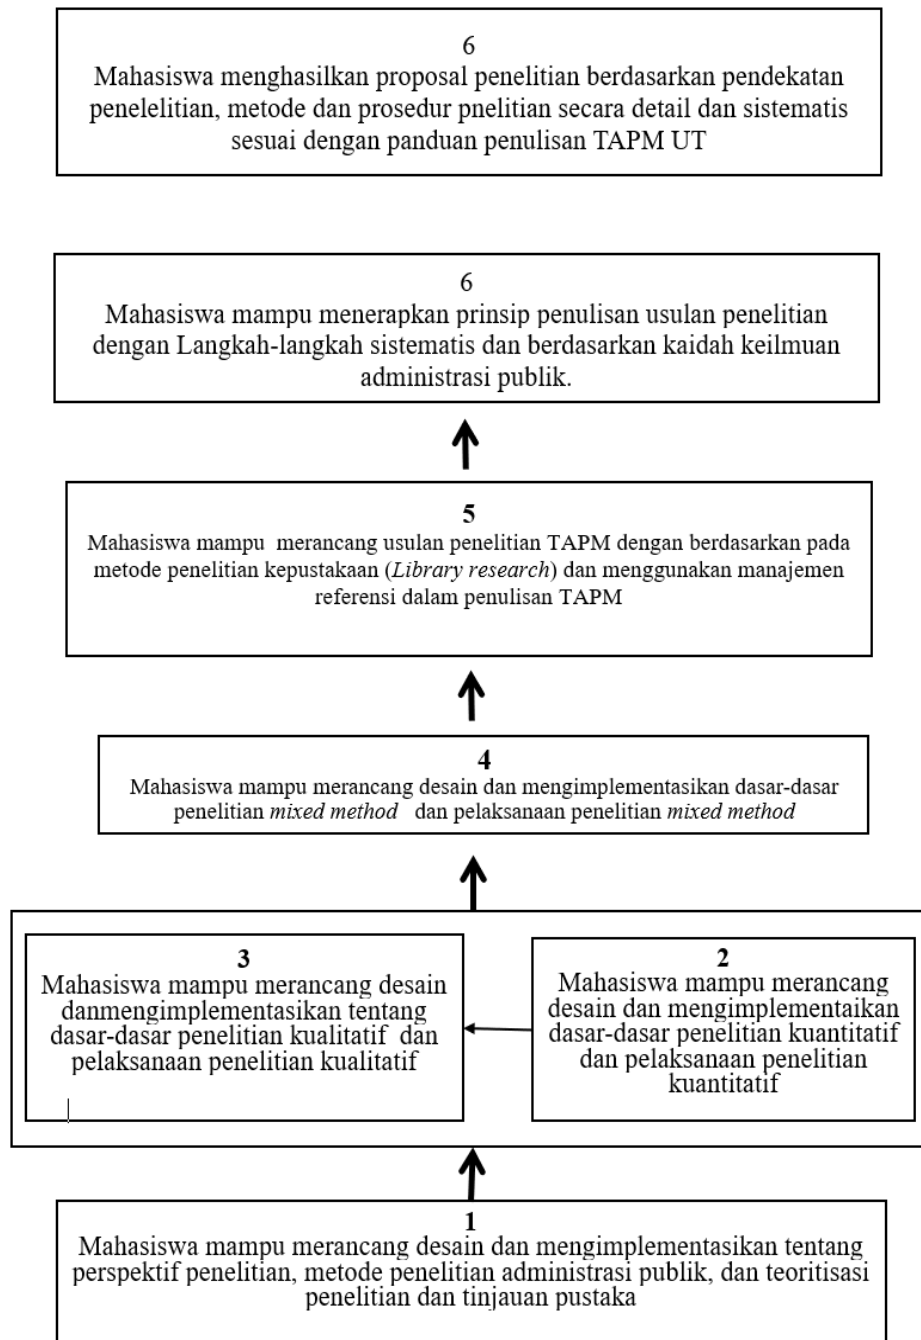 6
Mahasiswa menghasilkan proposal penelitian berdasarkan pendekatan
penelelitian, metode dan prosedur pnelitian secara detail dan sistematis
sesuai dengan panduan penulisan TAPM UT
6
Mahasiswa mampu menerapkan prinsip penulisan usulan penelitian
dengan Langkah-langkah sistematis dan berdasarkan kaidah keilmuan
administrasi publik.
5
Mahasiswa mampu merancang usulan penelitian TAPM dengan berdasarkan pada
metode penelitian kepustakaan (Library research) dan menggunakan manajemen
referensi dalam penulisan TAPM
4
Mahasiswa mampu merancang desain dan mengimplementasikan dasar-dasar
penelitian mixed method dan pelaksanaan penelitian mixed method
3
Mahasiswa mampu merancang desain
danmengimplementasikan tentang
dasar-dasar penelitian kualitatif dan
pelaksanaan penelitian kualitatif
2
Mahasiswa mampu merancang
desain dan mengimplementaikan
dasar-dasar penelitian kuantitatif
dan pelaksanaan penelitian
kuantitatif
1
Mahasiswa mampu merancang desain dan mengimplementasikan tentang
perspektif penelitian, metode penelitian administrasi publik, dan teoritisasi
penelitian dan tinjauan pustaka